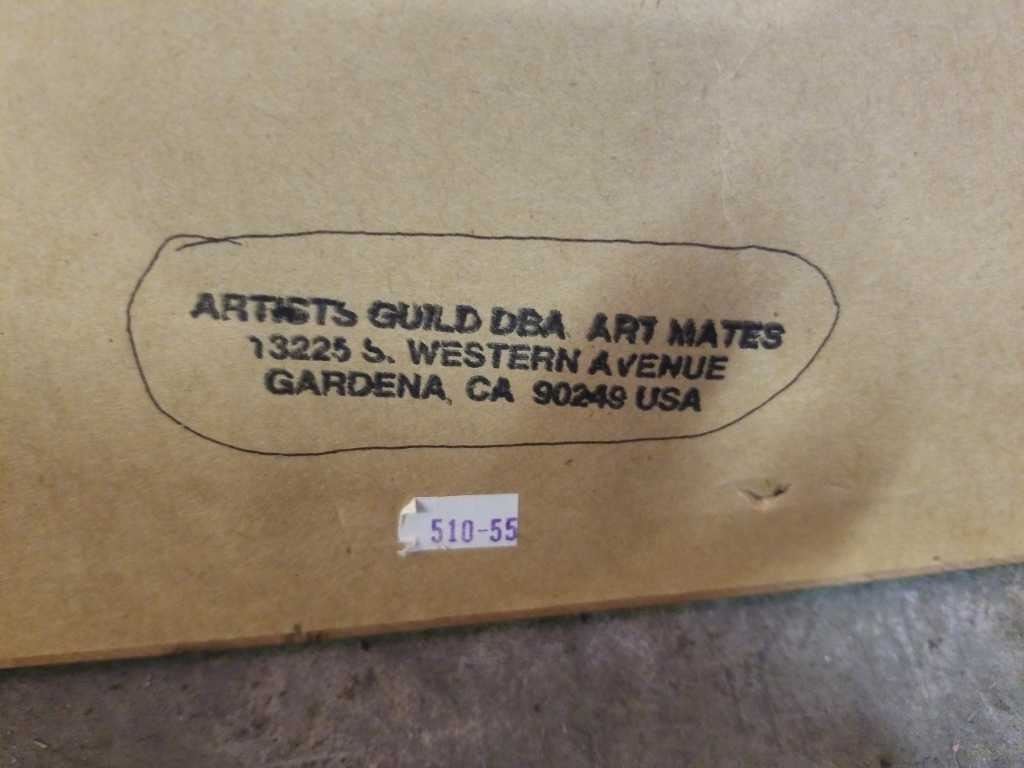 ARTISTS GUILD DBA ART MATES
13225 S. WESTERN AVENUE
GARDENA, CA 90249 USA
510-55